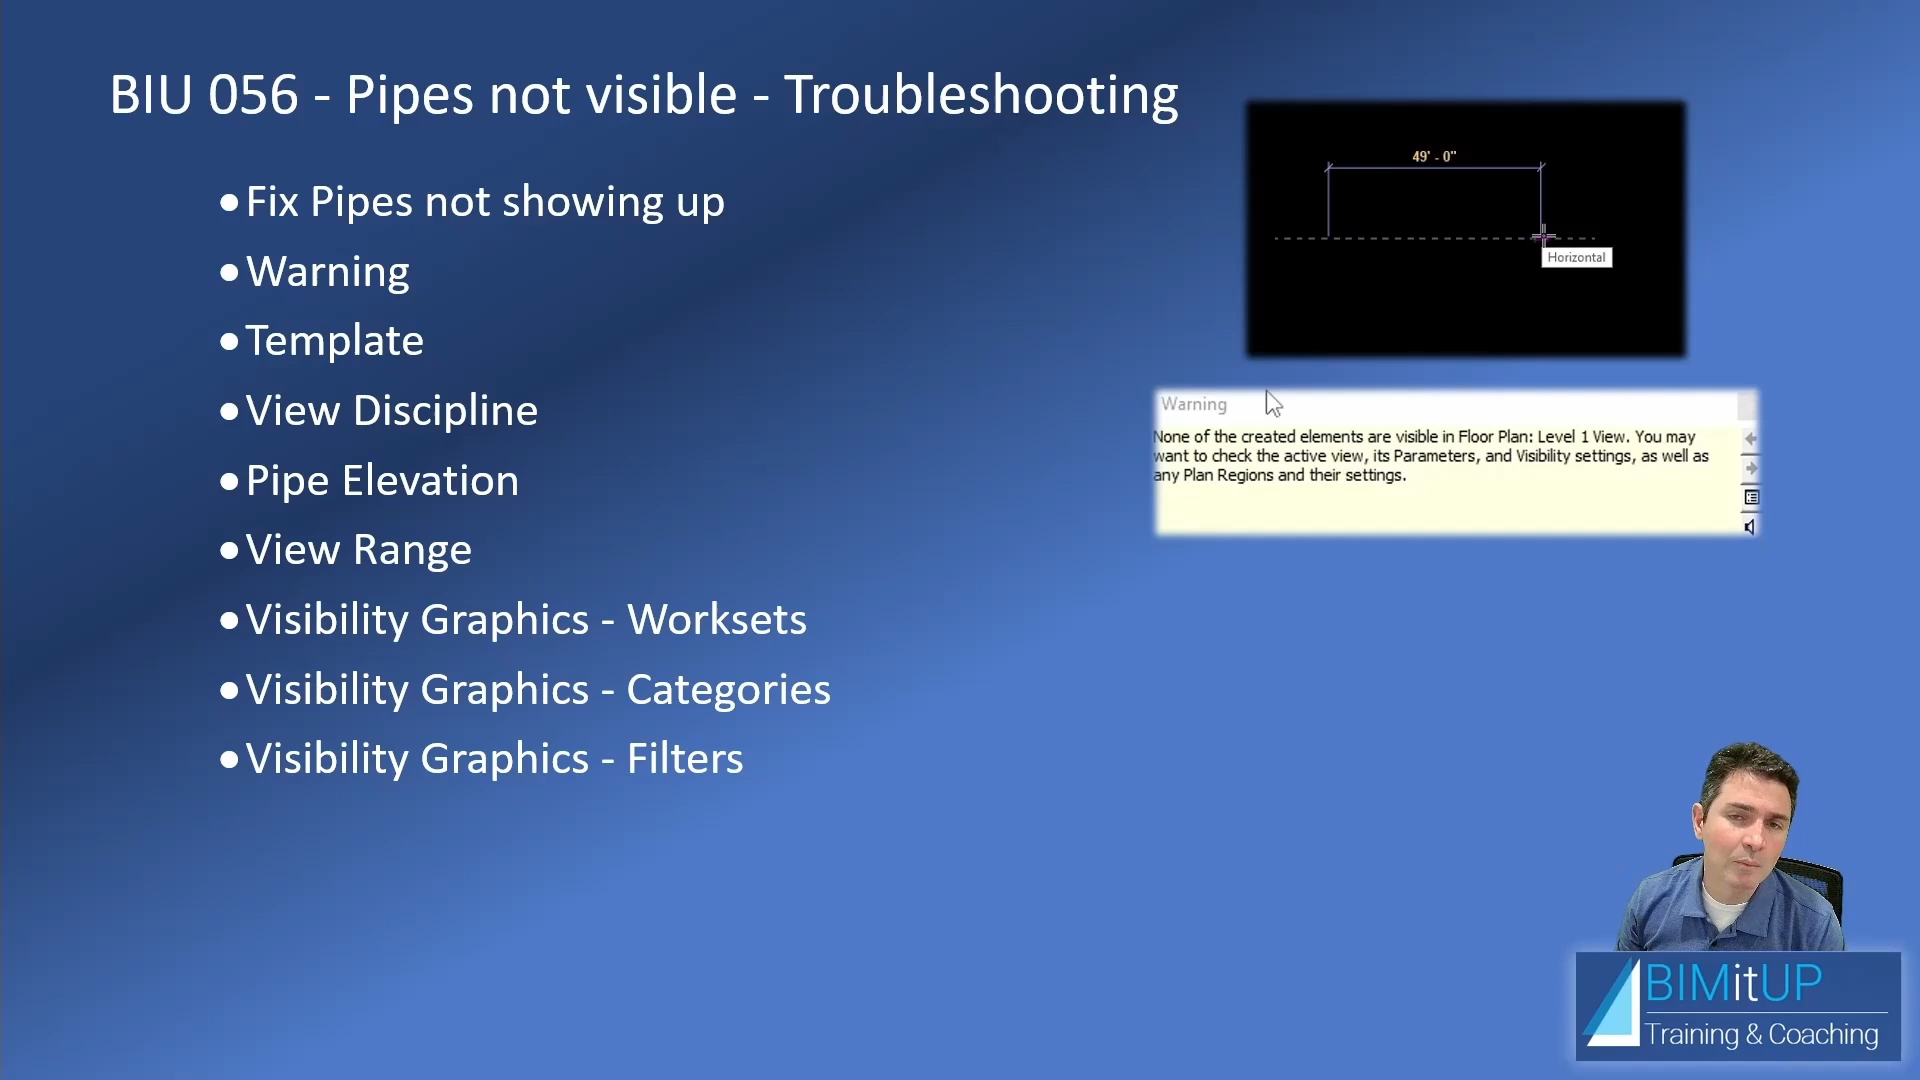 BIU 056 - Pipes not visible - Troubleshooting
•Fix Pipes not showing up
•Warning
•Template
•View Discipline
•Pipe Elevation
•View Range
•Visibility Graphics - Worksets
•Visibility Graphics - Categories
•Visibility Graphics - Filters
49' - 0"
Horizontal
Warning
None of the created elements are visible in Floor Plan: Level 1 View. You may
want to check the active view, its Parameters, and Visibility settings, as well as
any Plan Regions and their settings.
BIMitUP
Training & Coaching